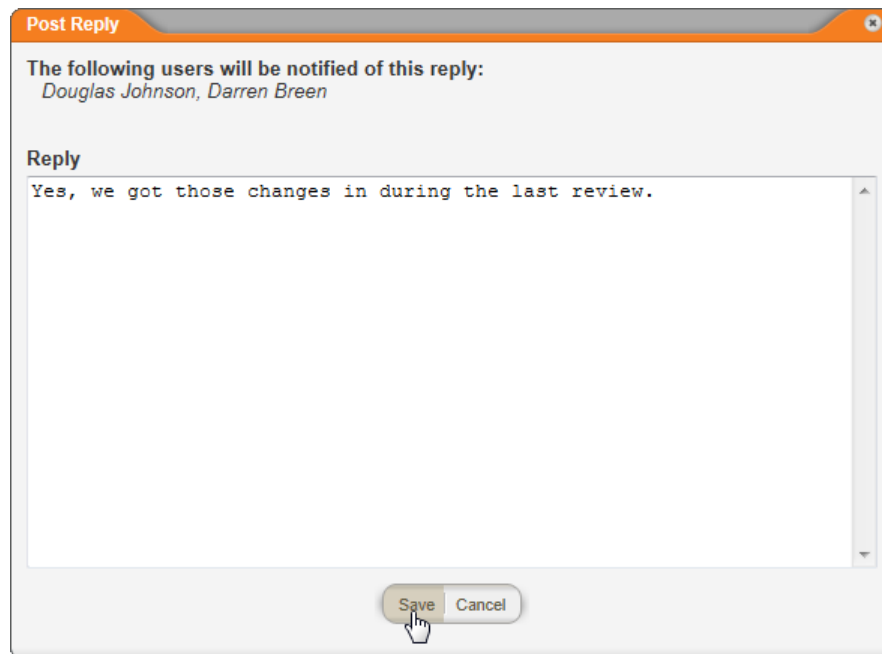 Post Reply
The following users will be notified of this reply:
Douglas Johnson, Darren Breen
Reply
Yes, we got those changes in during the last review.
Save Cancel